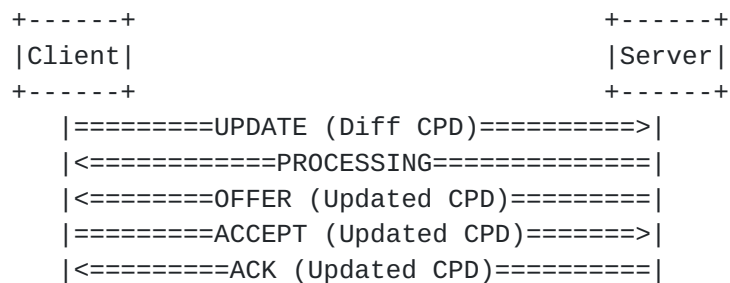 +------+                                 +------+
|Client|                                 |Server|
+------+                                 +------+
   |=========UPDATE (Diff CPD)==========>|
   |<============PROCESSING==============|
   |<========OFFER (Updated CPD)=========|
   |=========ACCEPT (Updated CPD)=======>|
   |<=========ACK (Updated CPD)==========|